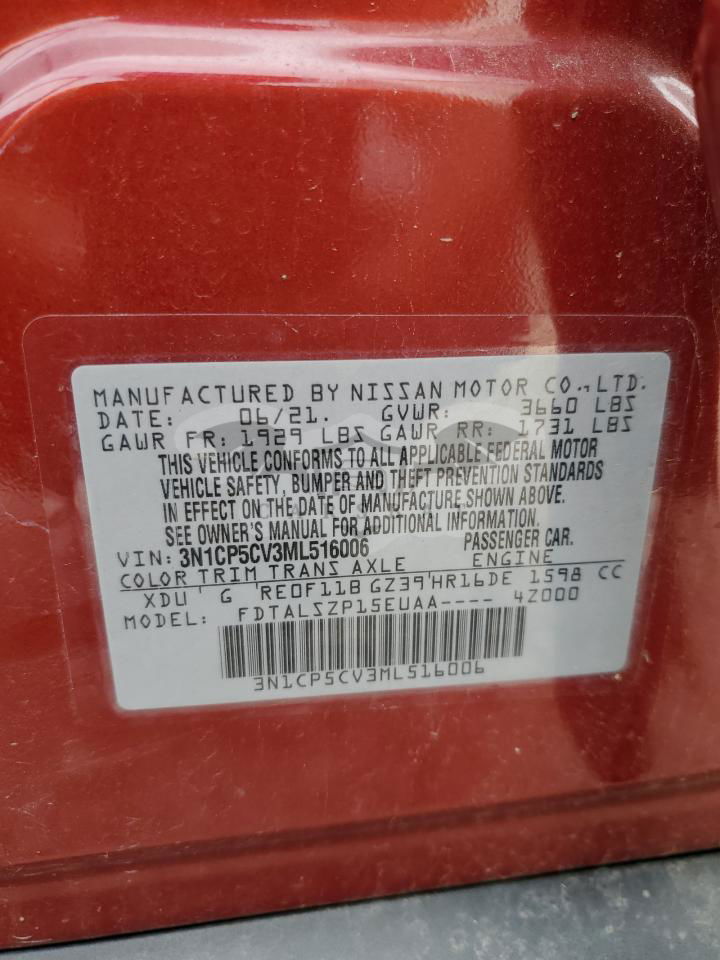 MANUFACTURED BY NISSAN MOTOR CO., LTD.
DATE: 06/21. GVWR: 3660 LBS
GAWR FR: 1929 LBS GAWR RR: 1731 LBS
THIS VEHICLE CONFORMS TO ALL APPLICABLE FEDERAL MOTOR
VEHICLE SAFETY, BUMPER AND THEFT PREVENTION STANDARDS
IN EFFECT ON THE DATE OF MANUFACTURE SHOWN ABOVE.
SEE OWNER'S MANUAL FOR ADDITIONAL INFORMATION.
VIN: 3N1CP5CV3ML516006 PASSENGER CAR.
COLOR TRIM TRANS AXLE ENGINE
XDU G RE0F11B GZ39 HR16DE 1598 CC
MODEL: FDTALSZP15EUAA---- 4Z000
3N1CP5CV3ML516006